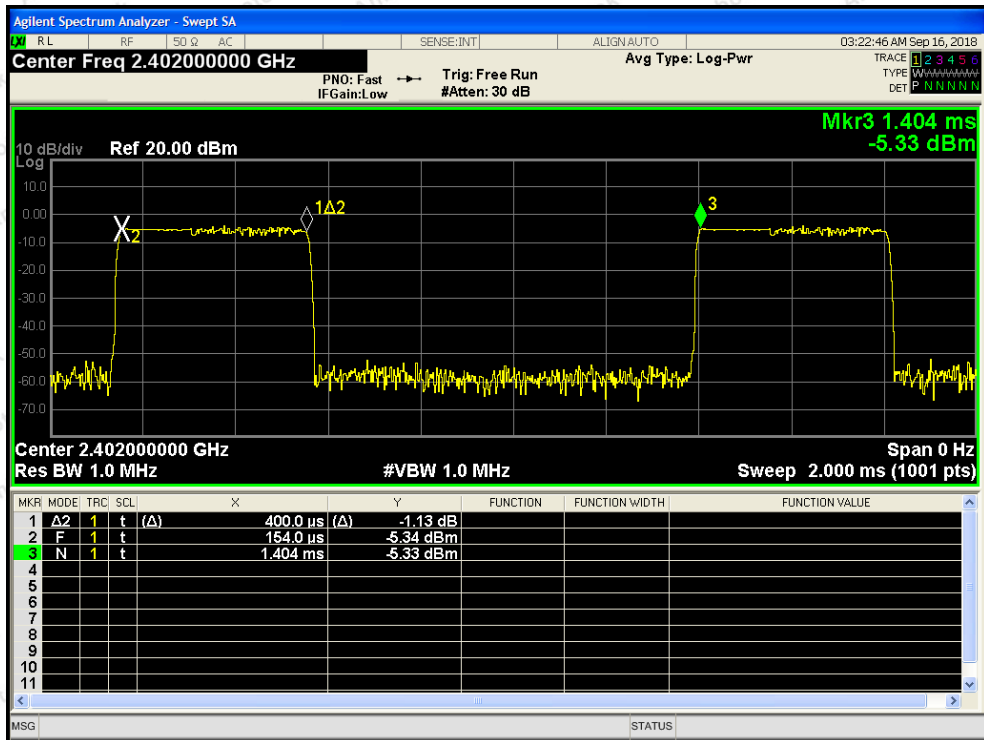 Agilent Spectrum Analyzer - Swept SA
LXI RL RF 50 Ω AC SENSE:INT ALIGN AUTO 03:22:46 AM Sep 16, 2018
Center Freq 2.402000000 GHz Avg Type: Log-Pwr TRACE 1 2 3 4 5 6
PNO: Fast Trig: Free Run TYPE W
IFGain:Low #Atten: 30 dB DET P N N N N N
Mkr3 1.404 ms
10 dB/div Ref 20.00 dBm -5.33 dBm
Log
10.0
0.00
-10.0
-20.0
-30.0
-40.0
-50.0
-60.0
-70.0
X2
1Δ2
3
Center 2.402000000 GHz Span 0 Hz
Res BW 1.0 MHz #VBW 1.0 MHz Sweep 2.000 ms (1001 pts)
MKR MODE TRC SCL X Y FUNCTION FUNCTION WIDTH FUNCTION VALUE
1 Δ2 1 t (Δ) 400.0 µs (Δ) -1.13 dB
2 F 1 t 154.0 µs -5.34 dBm
3 N 1 t 1.404 ms -5.33 dBm
4
5
6
7
8
9
10
11
MSG STATUS